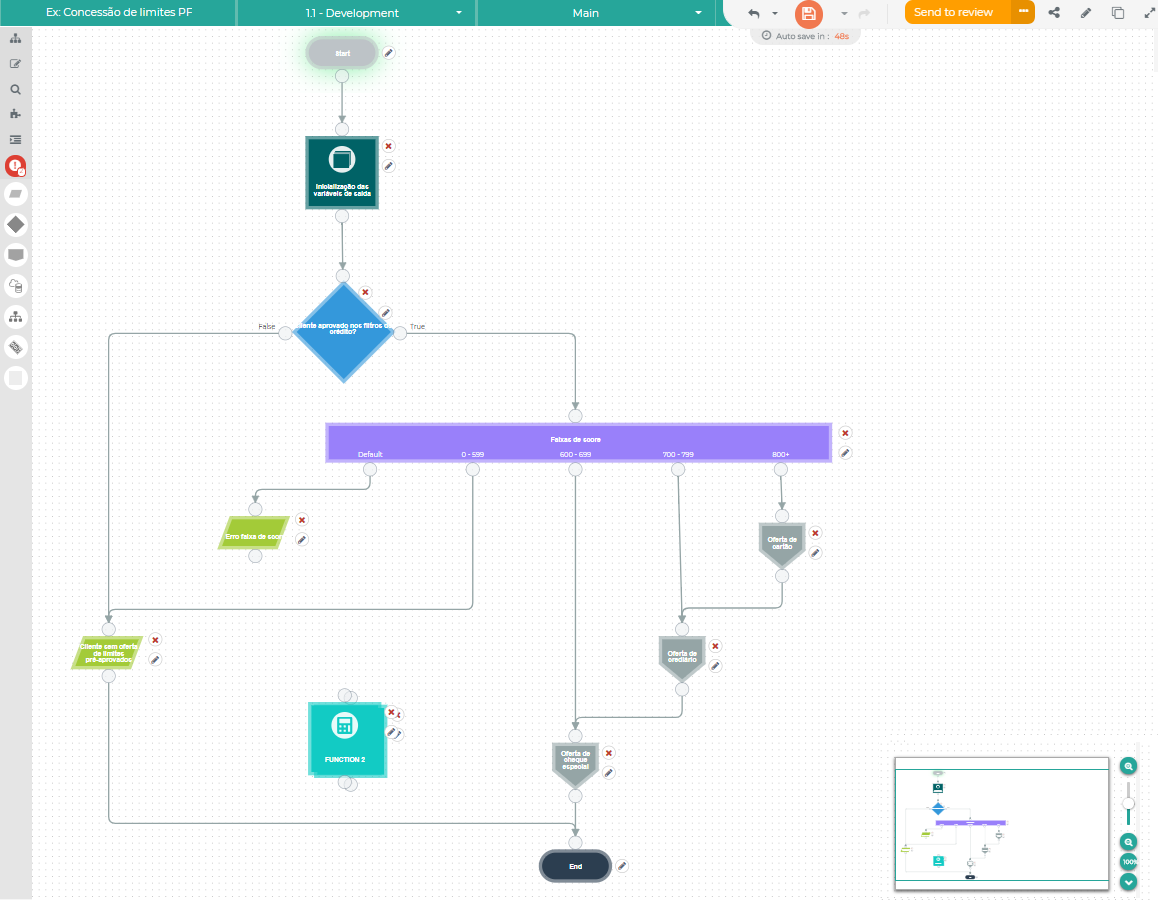 Ex: Concessão de limites PF
1.1 - Development
Main
Send to review
Auto save in : 48s
Start
Inicialização das
variáveis de saída
False
True
aprovado nos filtros
crédito?
Faixas de score
Default
0 - 599
600 - 699
700 - 799
800+
Erro faixa de scor
Oferta de
cartão
Cliente sem oferta
de limites
pré-aprovados
Oferta de
crediário
FUNCTION 2
Oferta de
cheque
especial
End
100%